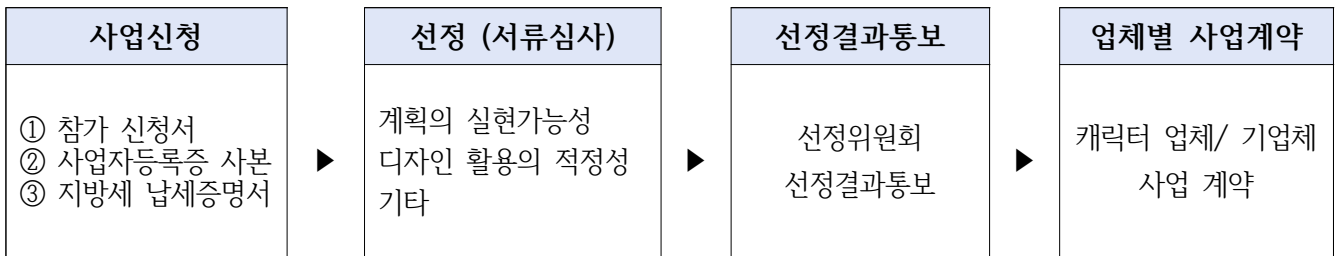 사업신청
① 참가 신청서
② 사업자등록증 사본
③ 지방세 납세증명서
▶
선정 (서류심사)
계획의 실현가능성
디자인 활용의 적정성
기타
▶
선정결과통보
선정위원회
선정결과통보
▶
업체별 사업계약
캐릭터 업체/ 기업체
사업 계약